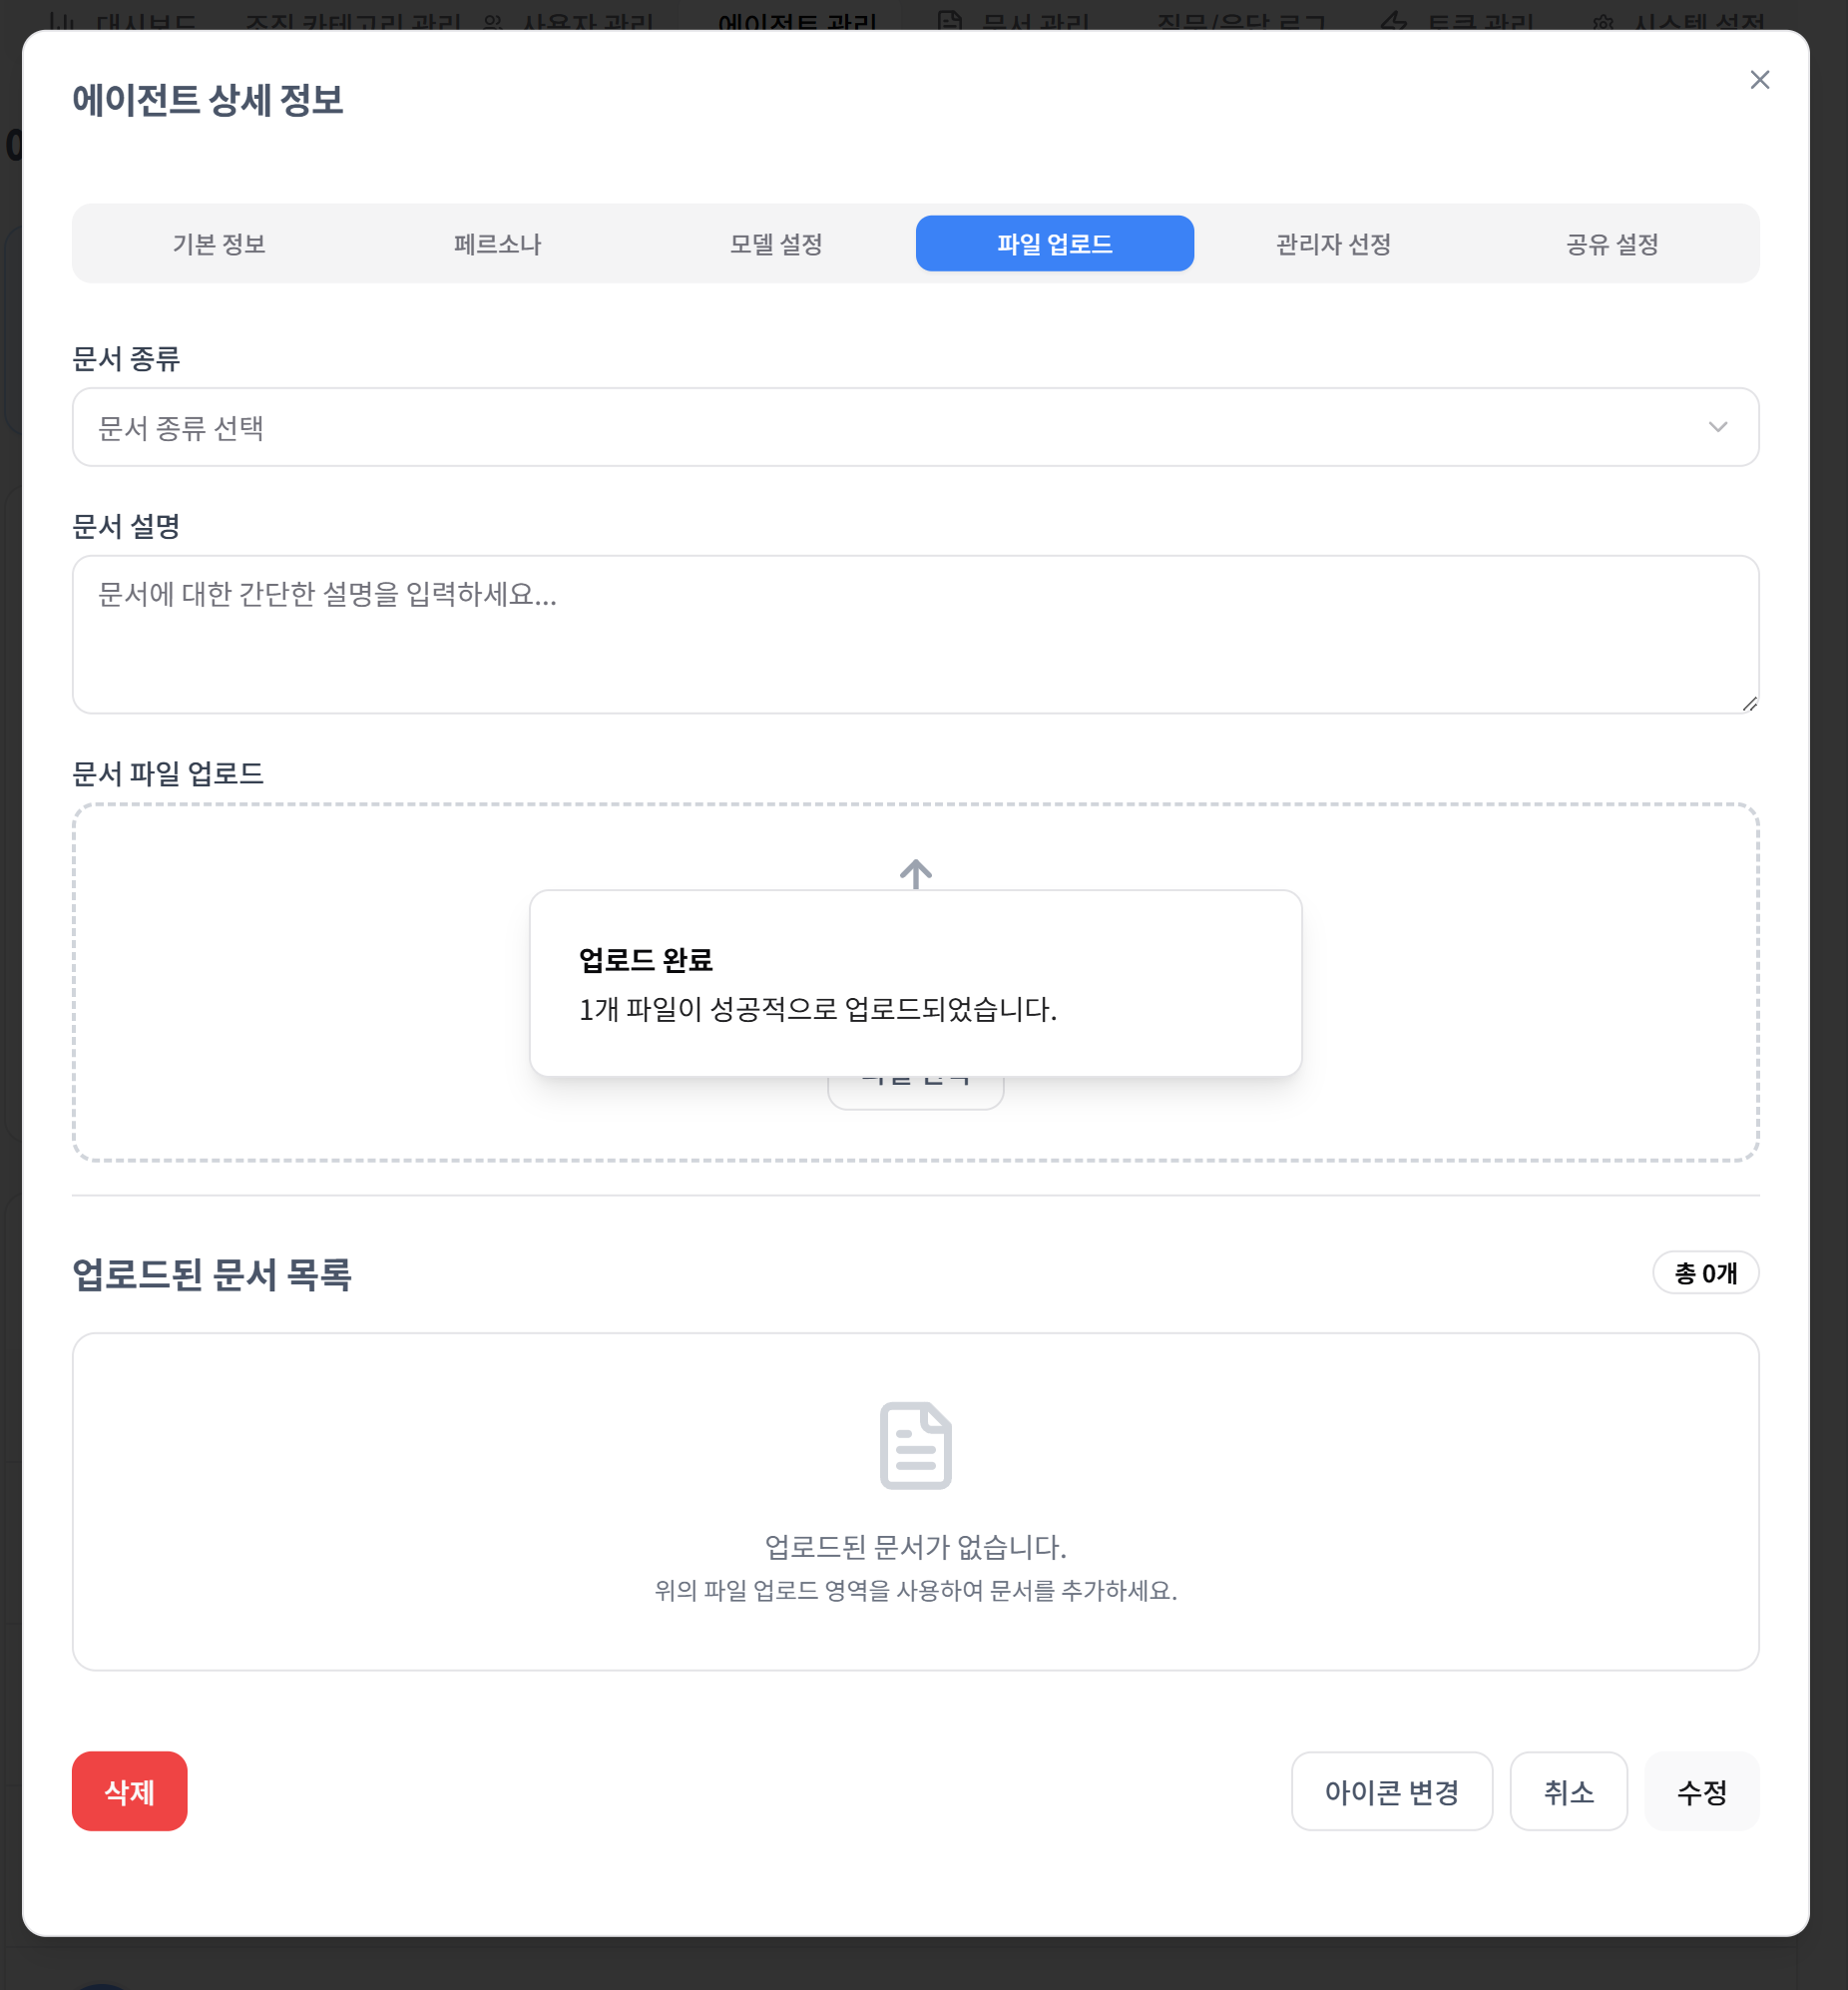 대시보드 조직 카테고리 관리 사용자 관리 에이전트 관리 문서 관리 질문/응답 로그 토큰 관리 시스템 설정
에이전트 상세 정보
기본 정보 페르소나 모델 설정 파일 업로드 관리자 선정 공유 설정
문서 종류
문서 종류 선택
문서 설명
문서에 대한 간단한 설명을 입력하세요...
문서 파일 업로드
업로드 완료
1개 파일이 성공적으로 업로드되었습니다.
업로드된 문서 목록
총 0개
업로드된 문서가 없습니다.
위의 파일 업로드 영역을 사용하여 문서를 추가하세요.
삭제 아이콘 변경 취소 수정